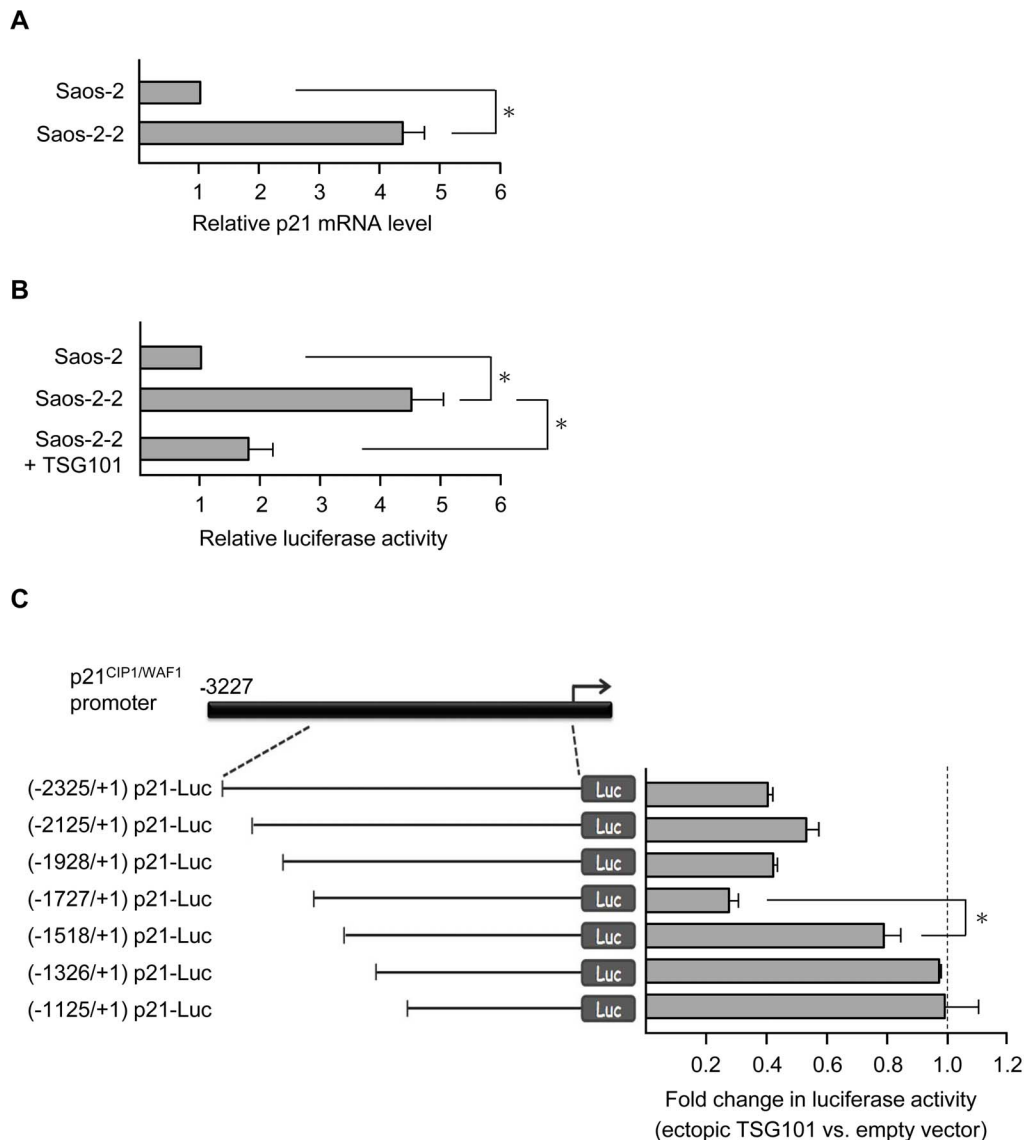 A
Saos-2
Saos-2-2
*
1 2 3 4 5 6
Relative p21 mRNA level
B
Saos-2
Saos-2-2
Saos-2-2
+ TSG101
*
*
1 2 3 4 5 6
Relative luciferase activity
C
p21CIP1/WAF1
promoter
-3227
(-2325/+1) p21-Luc Luc
(-2125/+1) p21-Luc Luc
(-1928/+1) p21-Luc Luc
(-1727/+1) p21-Luc Luc
(-1518/+1) p21-Luc Luc
*
(-1326/+1) p21-Luc Luc
(-1125/+1) p21-Luc Luc
0.2 0.4 0.6 0.8 1.0 1.2
Fold change in luciferase activity
(ectopic TSG101 vs. empty vector)